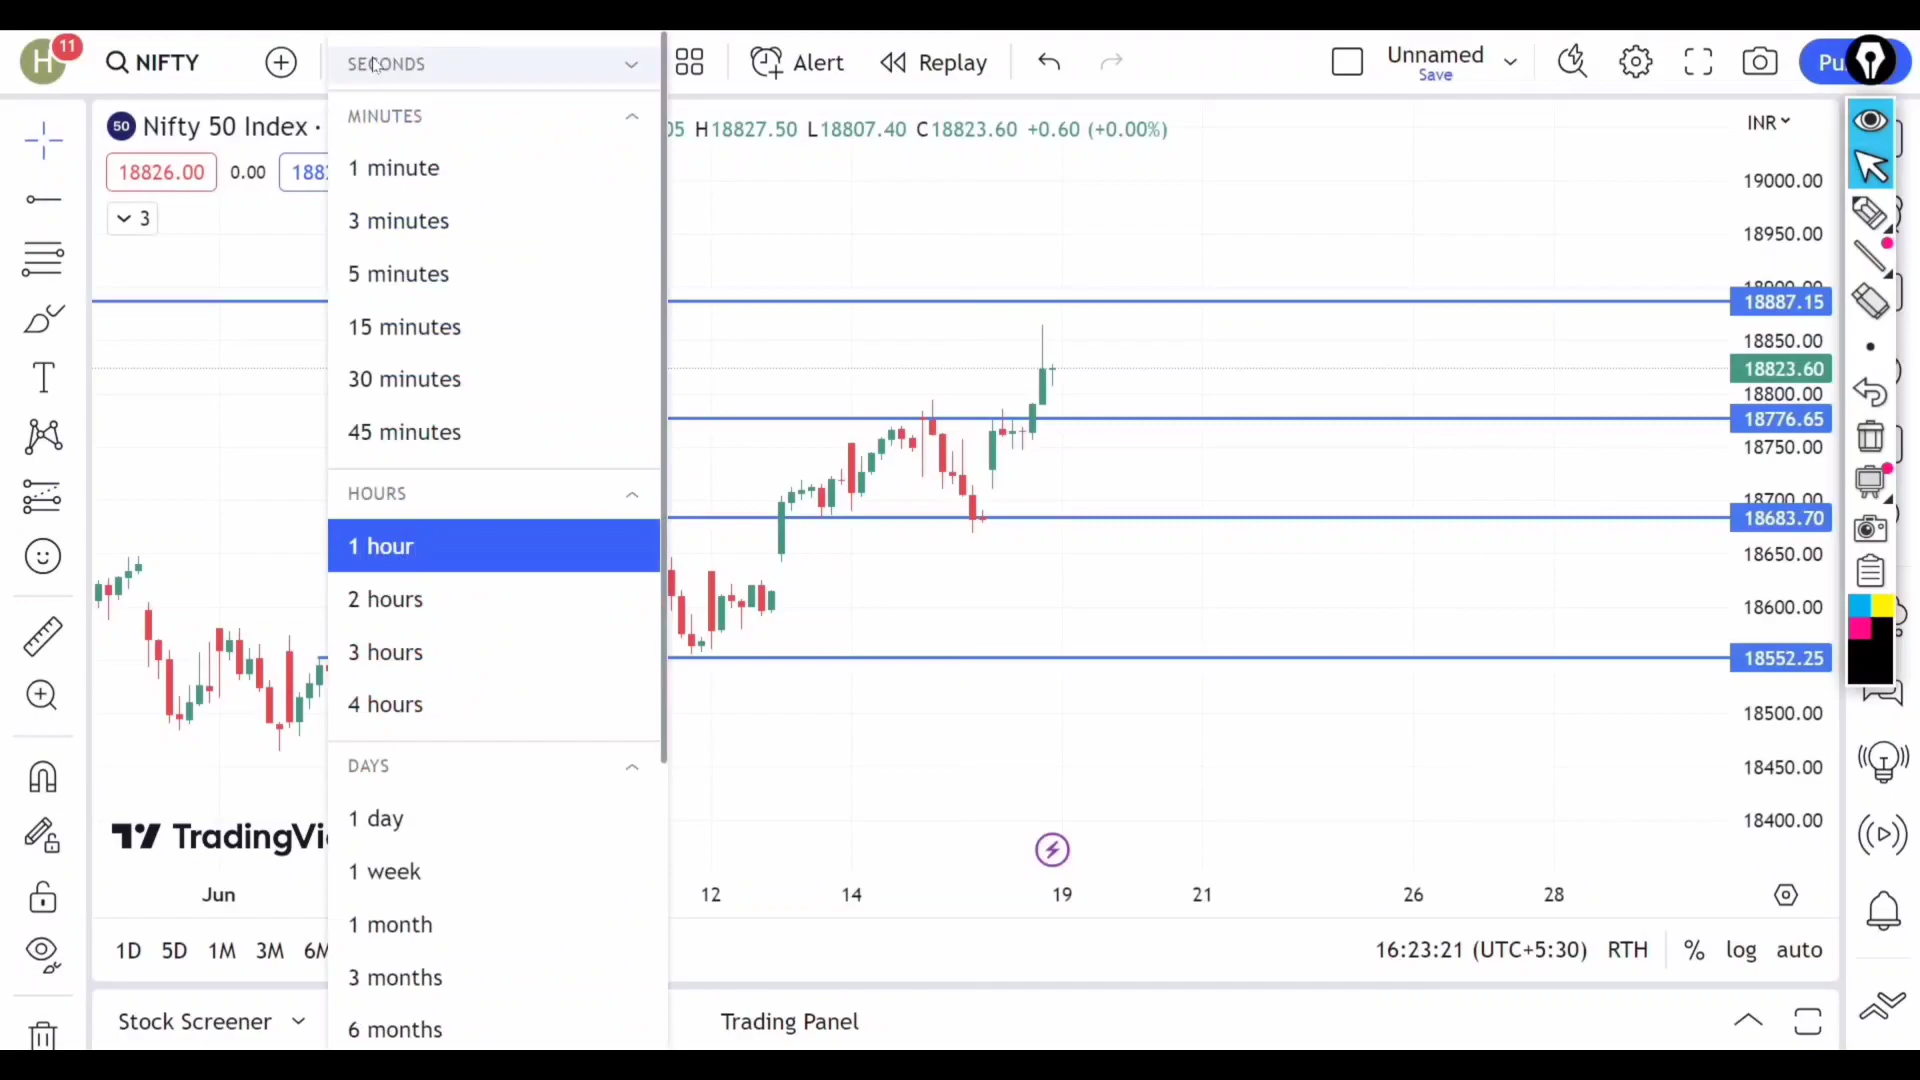 H
11
NIFTY
SECONDS
Alert
Replay
Unnamed
Save
50 Nifty 50 Index ·
H18827.50 L18807.40 C18823.60 +0.60 (+0.00%)
INR
18826.00
0.00
3
MINUTES
1 minute
3 minutes
5 minutes
15 minutes
30 minutes
45 minutes
HOURS
1 hour
2 hours
3 hours
4 hours
DAYS
1 day
1 week
1 month
3 months
6 months
19000.00
18950.00
18887.15
18850.00
18823.60
18800.00
18776.65
18750.00
18700.00
18683.70
18650.00
18600.00
18552.25
18500.00
18450.00
18400.00
Jun
12
14
19
21
26
28
1D
5D
1M
3M
16:23:21 (UTC+5:30)
RTH
%
log
auto
Stock Screener
Trading Panel